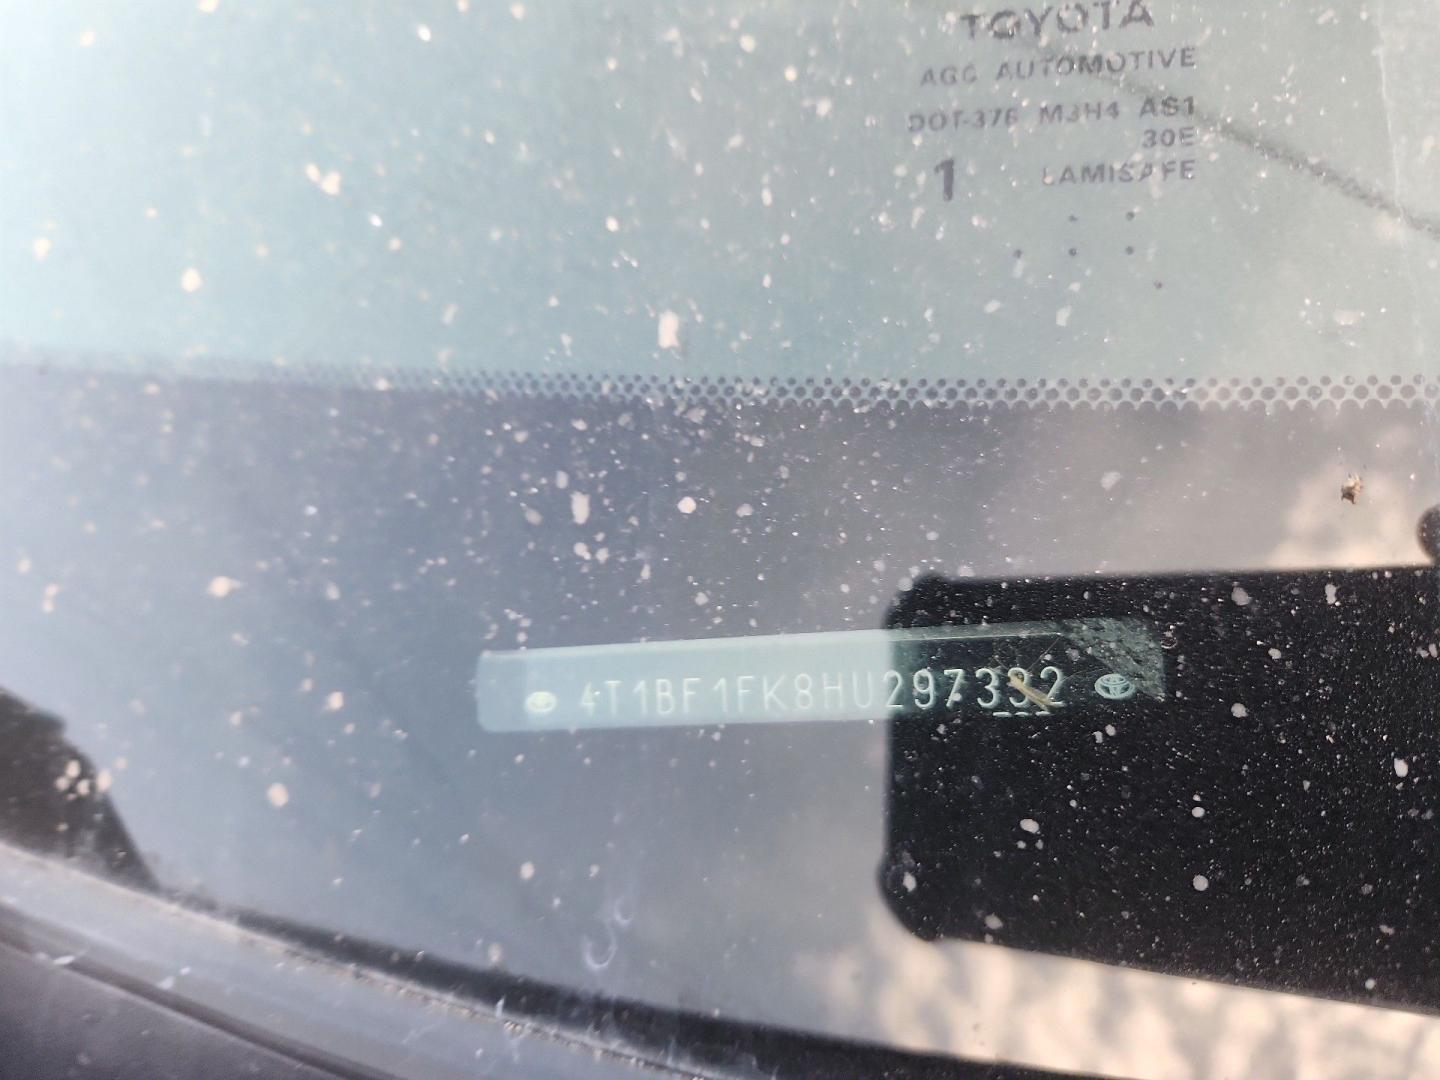 TOYOTA
AGC AUTOMOTIVE
DOT-376 M3H4 AS1
30E
1 LAMISAFE
4T1BF1FK8HU297332